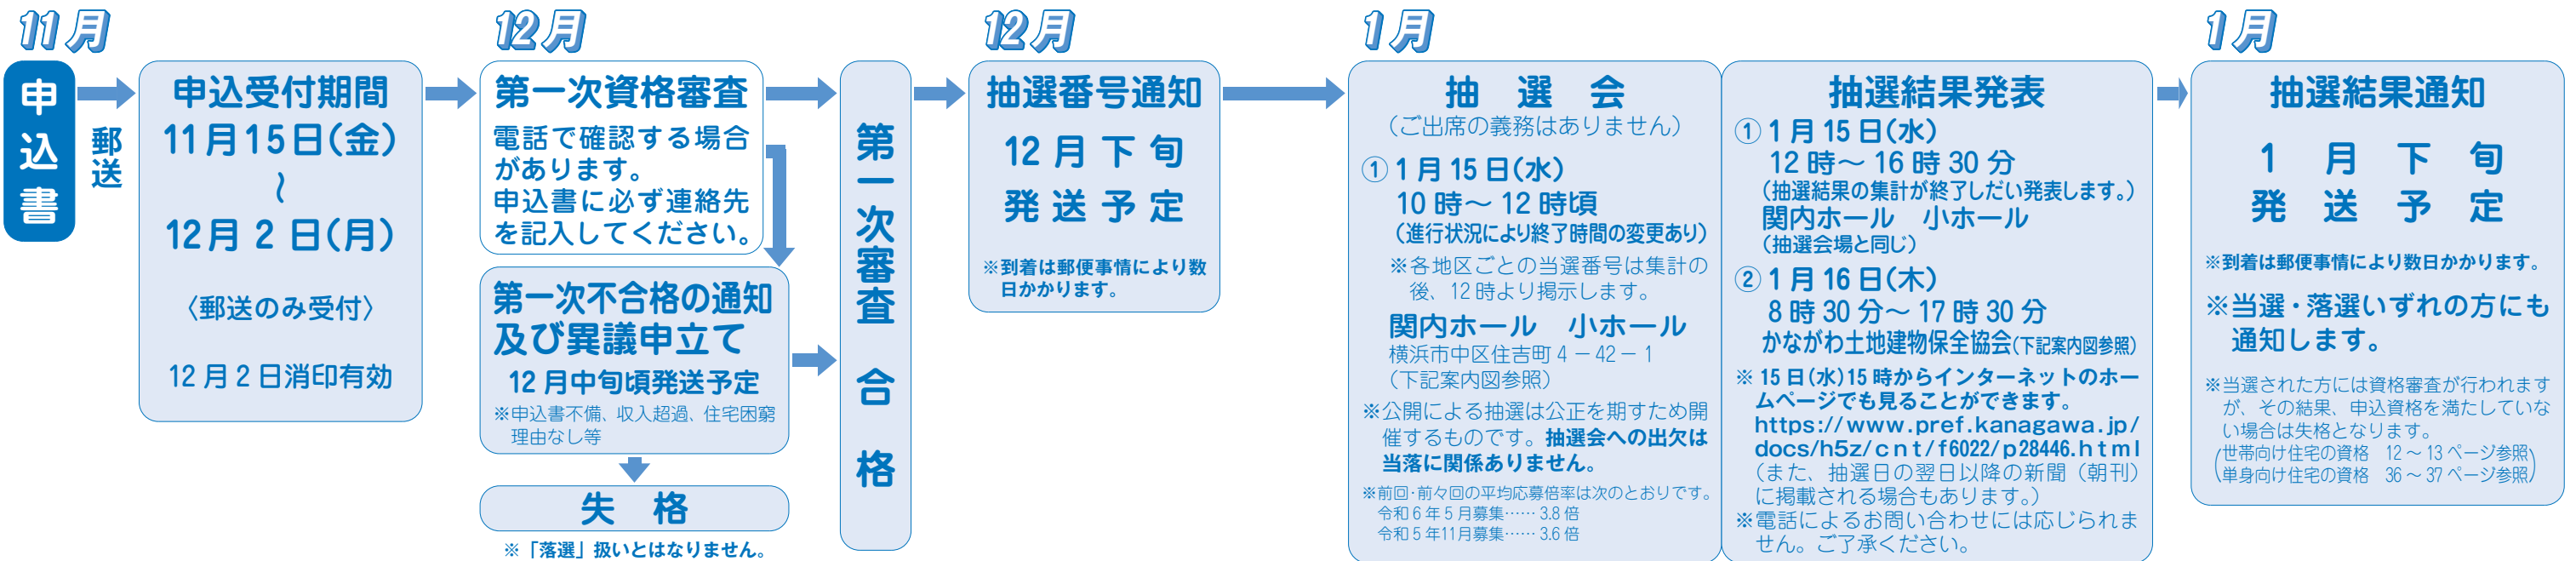 11月
申込書
郵送
申込受付期間
11月15日(金)
〜
12月2日(月)
〈郵送のみ受付〉
12月2日消印有効
12月
第一次資格審査
電話で確認する場合
があります。
申込書に必ず連絡先
を記入してください。
第一次不合格の通知
及び異議申立て
12月中旬頃発送予定
※申込書不備、収入超過、住宅困窮
理由なし等
失格
※「落選」扱いとはなりません。
第一次審査 合格
12月
抽選番号通知
12月下旬
発送予定
※到着は郵便事情により数
日かかります。
1月
抽選会
（ご出席の義務はありません）
①1月15日(水)
10時〜12時頃
（進行状況により終了時間の変更あり）
※各地区ごとの当選番号は集計の
後、12時より掲示します。
関内ホール 小ホール
横浜市中区住吉町4－42－1
（下記案内図参照）
※公開による抽選は公正を期すため開
催するものです。抽選会への出欠は
当落に関係ありません。
※前回・前々回の平均応募倍率は次のとおりです。
令和6年5月募集…… 3.8倍
令和5年11月募集…… 3.6倍
抽選結果発表
①1月15日(水)
12時〜16時30分
（抽選結果の集計が終了しだい発表します。）
関内ホール 小ホール
（抽選会場と同じ）
②1月16日(木)
8時30分〜17時30分
かながわ土地建物保全協会(下記案内図参照)
※15日(水)15時からインターネットのホー
ムページでも見ることができます。
https://www.pref.kanagawa.jp/
docs/h5z/cnt/f6022/p28446.html
（また、抽選日の翌日以降の新聞（朝刊）
に掲載される場合もあります。）
※電話によるお問い合わせには応じられま
せん。ご了承ください。
1月
抽選結果通知
1月下旬
発送予定
※到着は郵便事情により数日かかります。
※当選・落選いずれの方にも
通知します。
※当選された方には資格審査が行われます
が、その結果、申込資格を満たしていな
い場合は失格となります。
（世帯向け住宅の資格 12〜13ページ参照
単身向け住宅の資格 36〜37ページ参照）